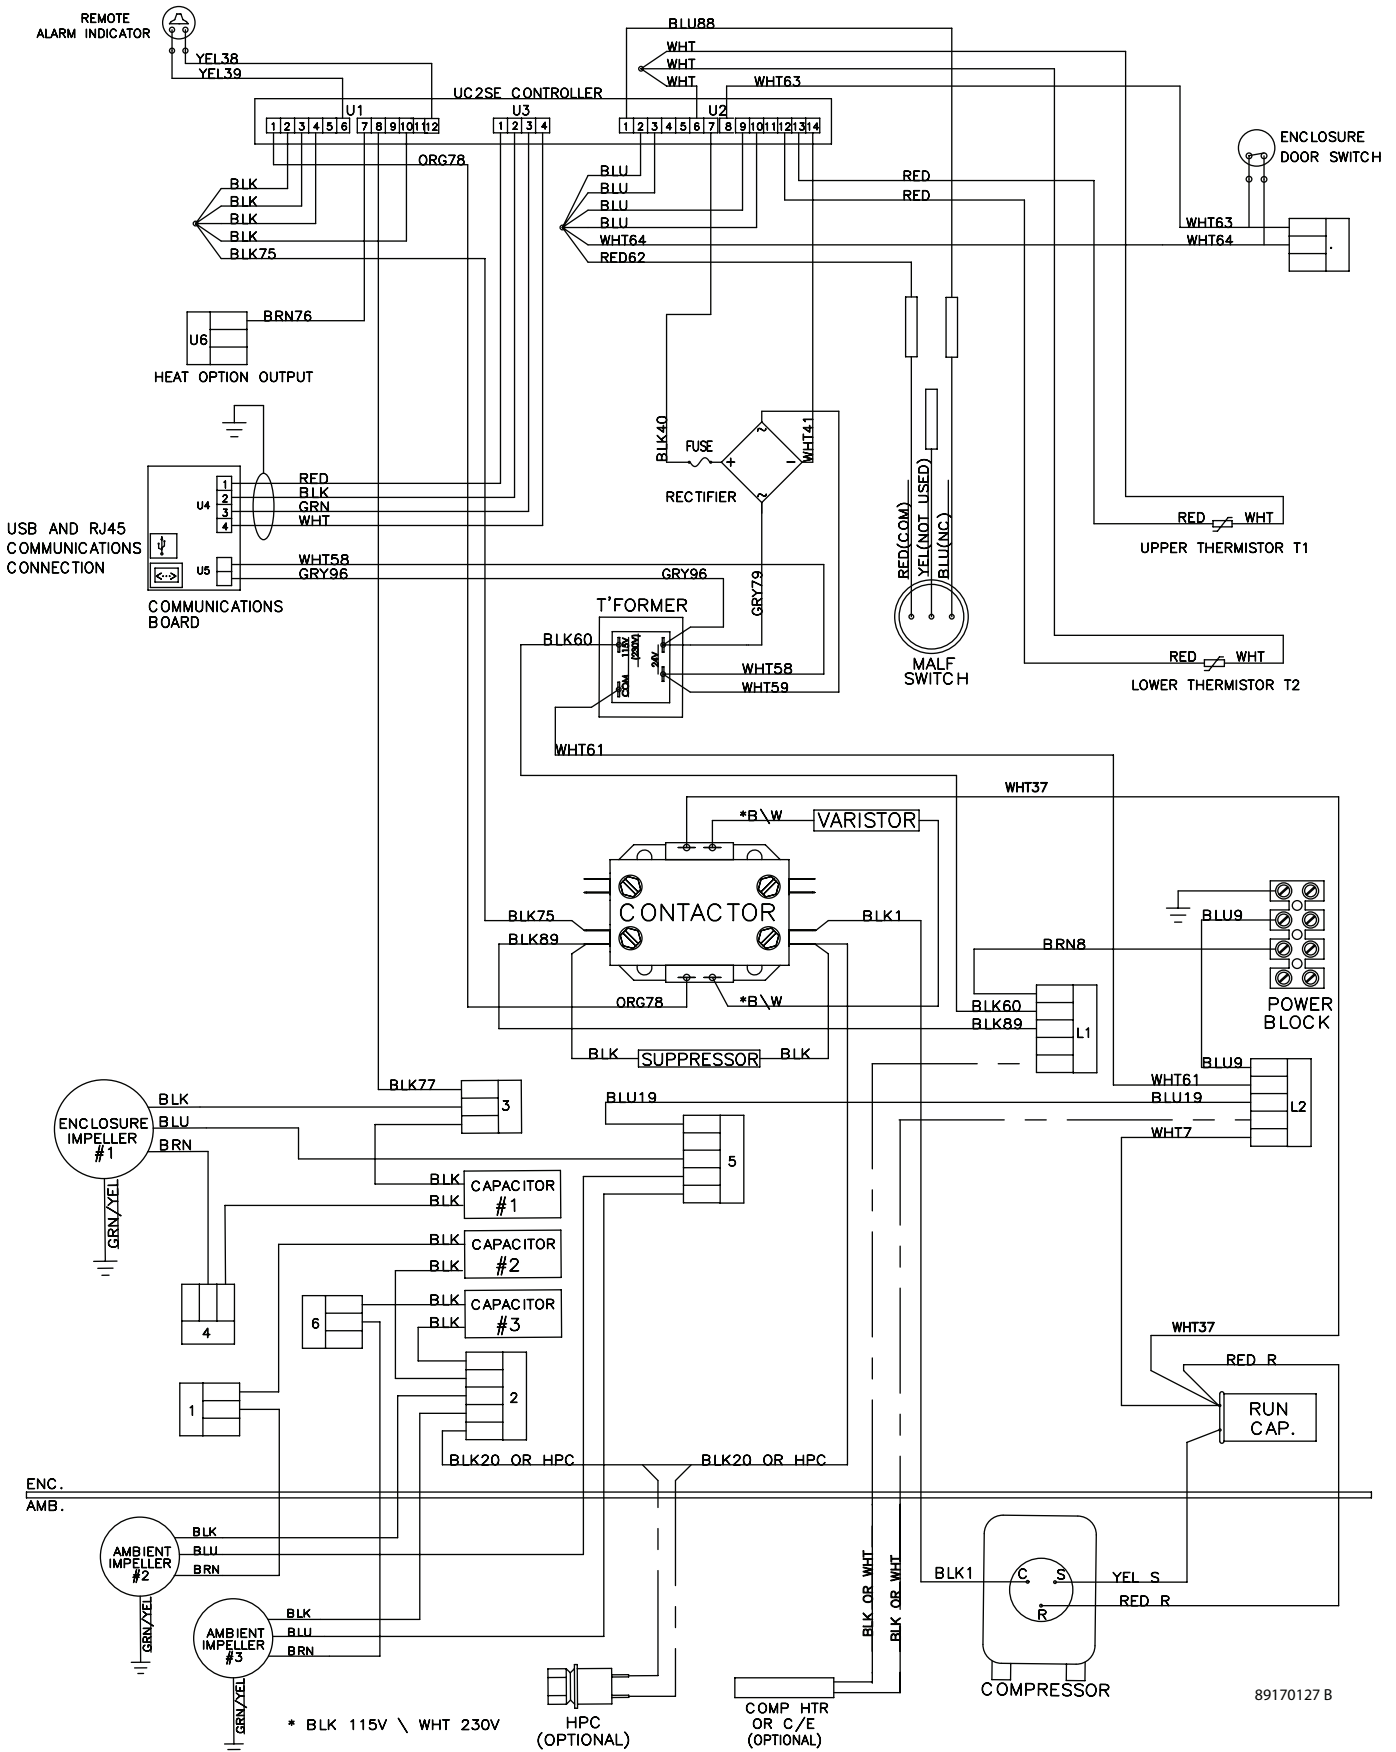 REMOTE
ALARM INDICATOR
YEL38
YEL39
UC2SE CONTROLLER
U1
U3
U2
1 2 3 4 5 6 7 8 9 10 11 12
1 2 3 4
1 2 3 4 5 6 7 8 9 10 11 12 13 14
BLU88
WHT
WHT
WHT
WHT63
ENCLOSURE
DOOR SWITCH
ORG78
BLK
BLK
BLK
BLK
BLK75
BLU
BLU
BLU
BLU
WHT64
RED62
RED
RED
WHT63
WHT64
BRN76
U6
HEAT OPTION OUTPUT
BLK40
FUSE
RECTIFIER
~
+
-
~
WHT41
USB AND RJ45
COMMUNICATIONS
CONNECTION
U4
1
2
3
4
U5
RED
BLK
GRN
WHT
WHT58
GRY96
COMMUNICATIONS
BOARD
GRY96
GRY79
RED(COM)
YEL(NOT USED)
BLU(NC)
MALF
SWITCH
RED
WHT
UPPER THERMISTOR T1
RED
WHT
LOWER THERMISTOR T2
T'FORMER
BLK60
115V
(230V)
24V
COM
WHT58
WHT59
WHT61
WHT37
*B\W
VARISTOR
CONTACTOR
BLK75
BLK89
BLK1
ORG78
*B\W
BLK
SUPPRESSOR
BLK
BLU9
BRN8
POWER
BLOCK
BLK60
BLK89
L1
BLU9
WHT61
BLU19
WHT7
L2
BLK77
3
BLU19
5
ENCLOSURE
IMPELLER
#1
BLK
BLU
BRN
GRN/YEL
4
BLK
BLK
CAPACITOR
#1
BLK
BLK
CAPACITOR
#2
BLK
BLK
CAPACITOR
#3
6
1
2
WHT37
RED R
RUN
CAP.
BLK20 OR HPC
BLK20 OR HPC
ENC.
AMB.
AMBIENT
IMPELLER
#2
BLK
BLU
BRN
GRN/YEL
AMBIENT
IMPELLER
#3
BLK
BLU
BRN
GRN/YEL
BLK OR WHT
BLK OR WHT
BLK1
C
S
R
YEL S
RED R
COMPRESSOR
HPC
(OPTIONAL)
COMP HTR
OR C/E
(OPTIONAL)
* BLK 115V \ WHT 230V
89170127 B